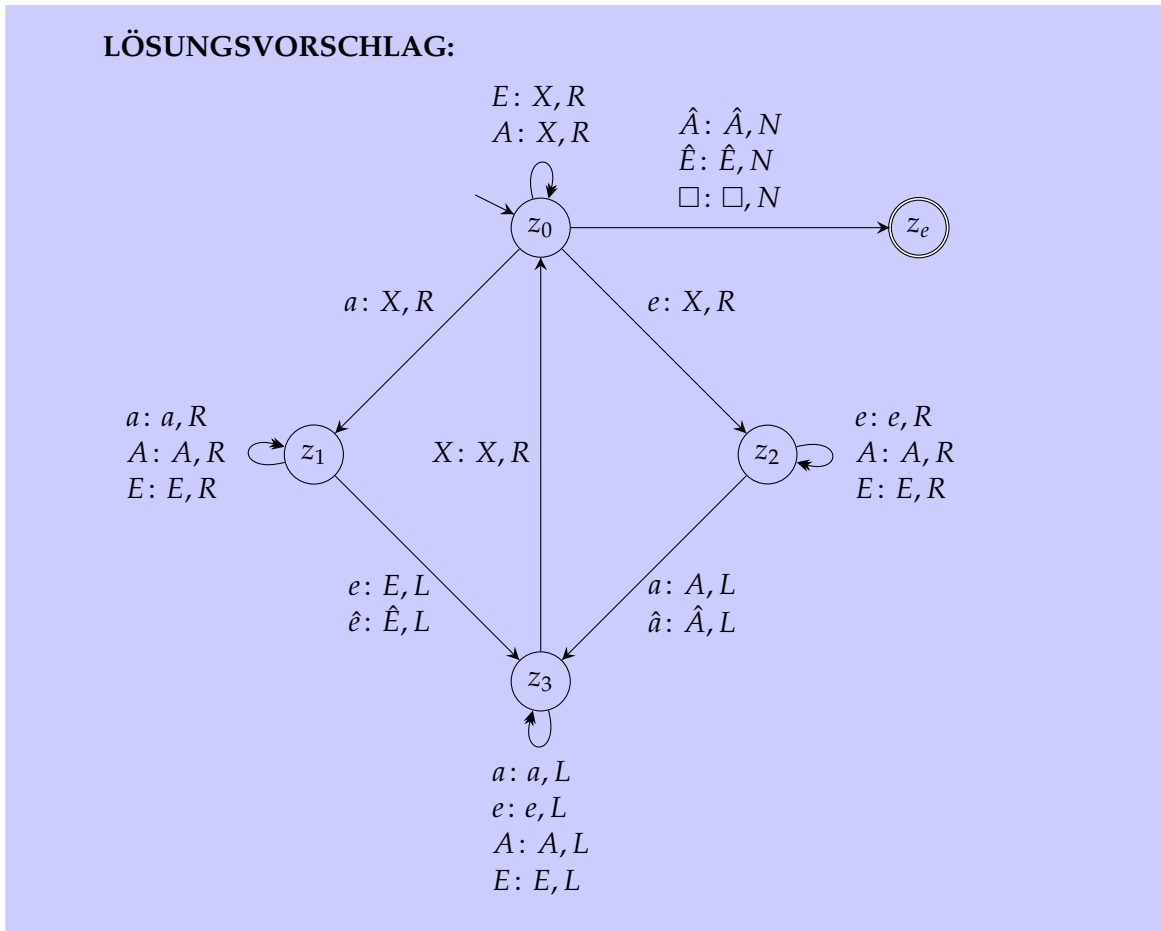 LÖSUNGSVORSCHLAG:
E: X, R
A: X, R
Â: Â, N
Ê: Ê, N
□: □, N
z₀
zₑ
a: X, R
e: X, R
a: a, R
A: A, R
E: E, R
z₁
X: X, R
z₂
e: e, R
A: A, R
E: E, R
e: E, L
ê: Ê, L
a: A, L
â: Â, L
z₃
a: a, L
e: e, L
A: A, L
E: E, L